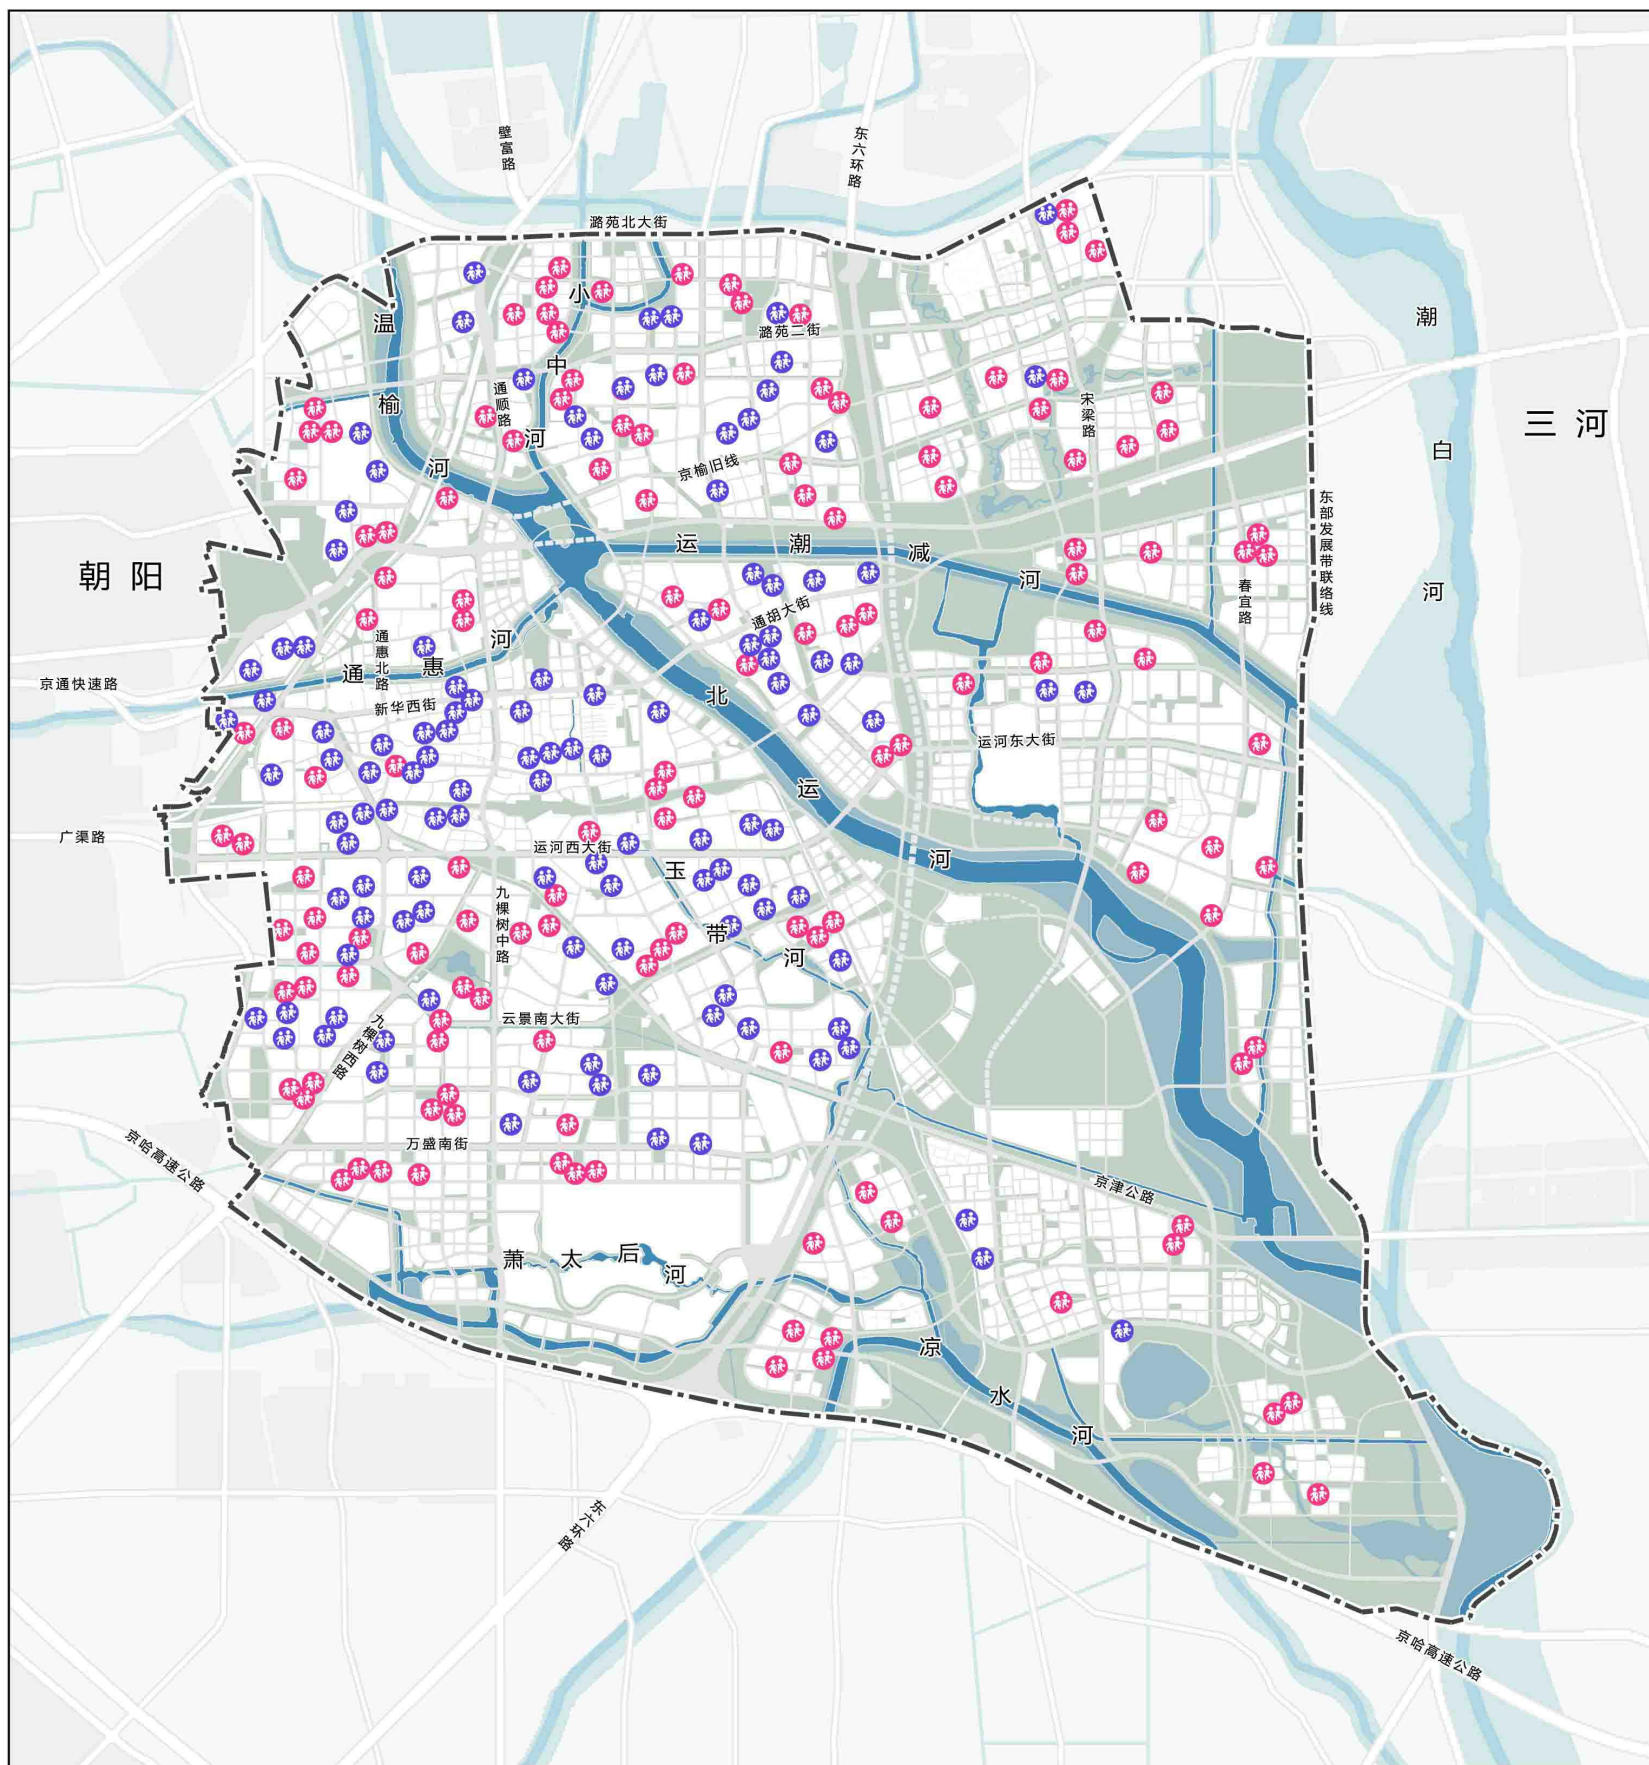 壁富路
东六环路
潞苑北大街
小中河
温榆河
潞苑二街
通顺路
宋梁路
京榆旧线
潮白河
三河
朝阳
运潮减河
东部发展带联络线
春宜路
通胡大街
通惠北路
通惠河
京通快速路
新华西街
北运河
运河东大街
广渠路
运河西大街
玉带河
九棵树中路
云景南大街
九棵树西路
万盛南街
京哈高速公路
京津公路
萧太后河
凉水河
东六环路
京哈高速公路